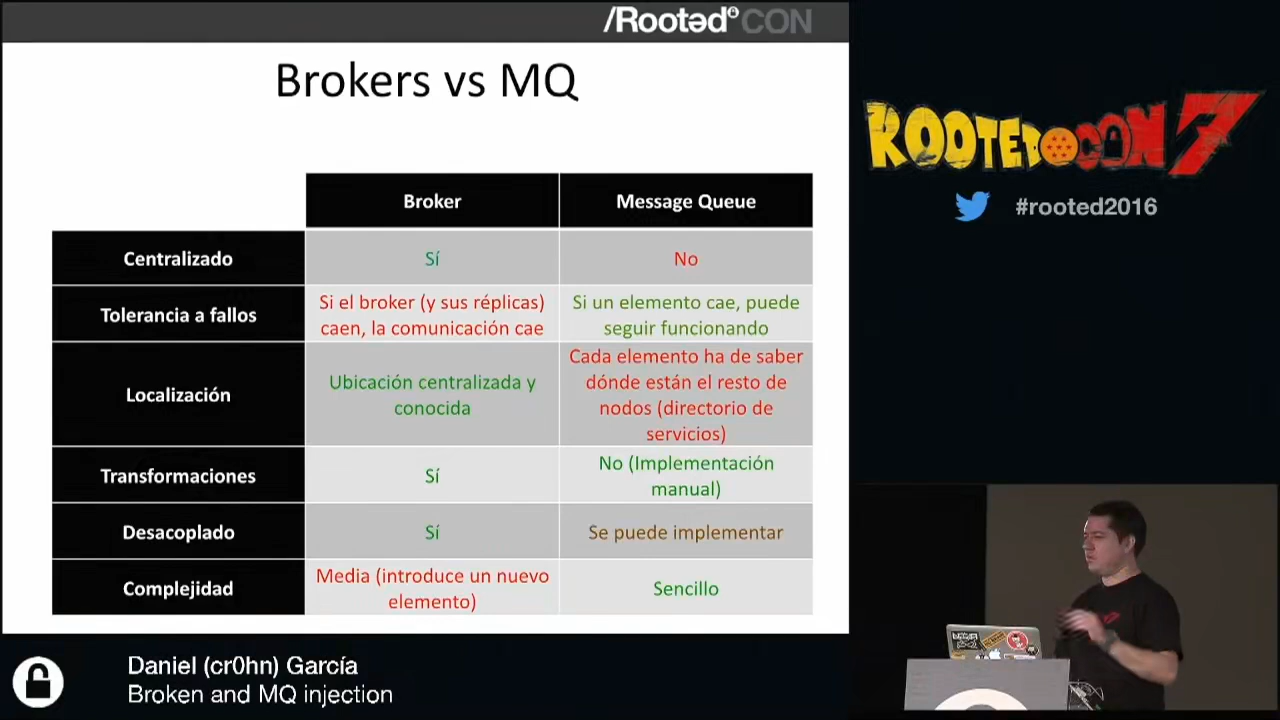 /Rootəd CON
Brokers vs MQ
Broker
Message Queue
Centralizado
Sí
No
Tolerancia a fallos
Si el broker (y sus réplicas)
caen, la comunicación cae
Si un elemento cae, puede
seguir funcionando
Localización
Ubicación centralizada y
conocida
Cada elemento ha de saber
dónde están el resto de
nodos (directorio de
servicios)
Transformaciones
Sí
No (Implementación
manual)
Desacoplado
Sí
Se puede implementar
Complejidad
Media (introduce un nuevo
elemento)
Sencillo
ROOTED CON 7
#rooted2016
Daniel (cr0hn) García
Broken and MQ injection